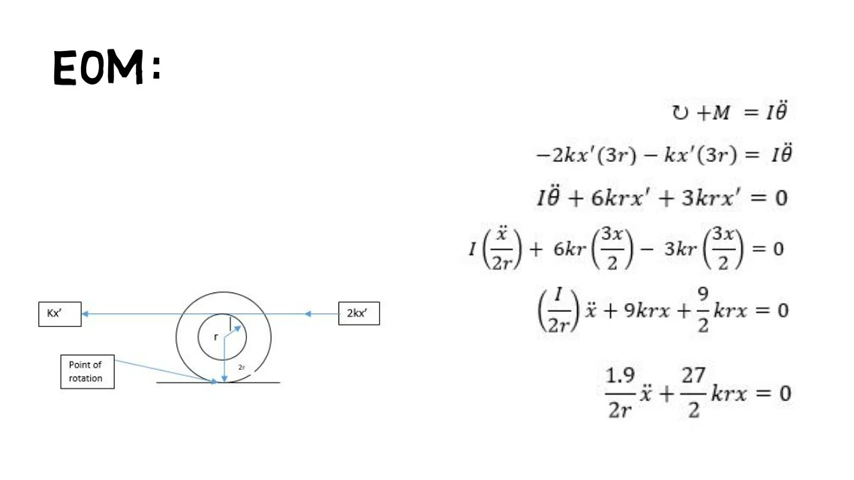 EOM:
↻ +M = Iθ̈
−2kx′(3r) − kx′(3r) = Iθ̈
Iθ̈ + 6krx′ + 3krx′ = 0
I(ẍ/2r) + 6kr(3x/2) − 3kr(3x/2) = 0
(I/2r)ẍ + 9krx + 9/2 krx = 0
1.9/2r ẍ + 27/2 krx = 0
Kx′
2kx′
r
2r
Point of
rotation